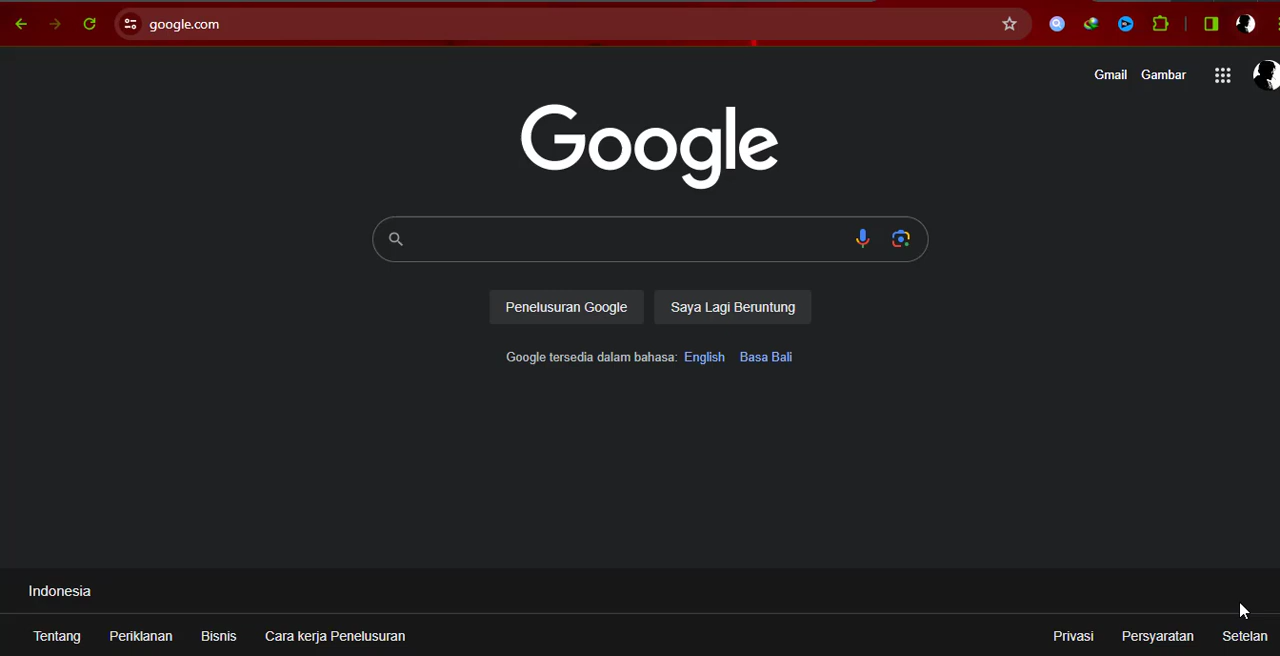 google.com
Gmail Gambar
Google
Penelusuran Google Saya Lagi Beruntung
Google tersedia dalam bahasa: English Basa Bali
Indonesia
Tentang Periklanan Bisnis Cara kerja Penelusuran Privasi Persyaratan Setelan